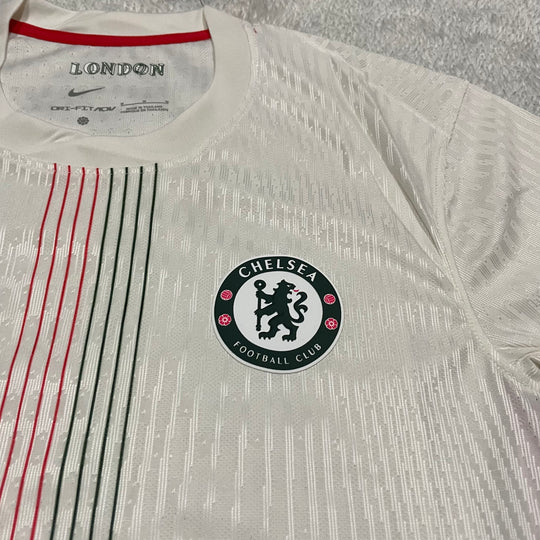 LONDON
DRI-FIT ADV
CHELSEA
FOOTBALL CLUB